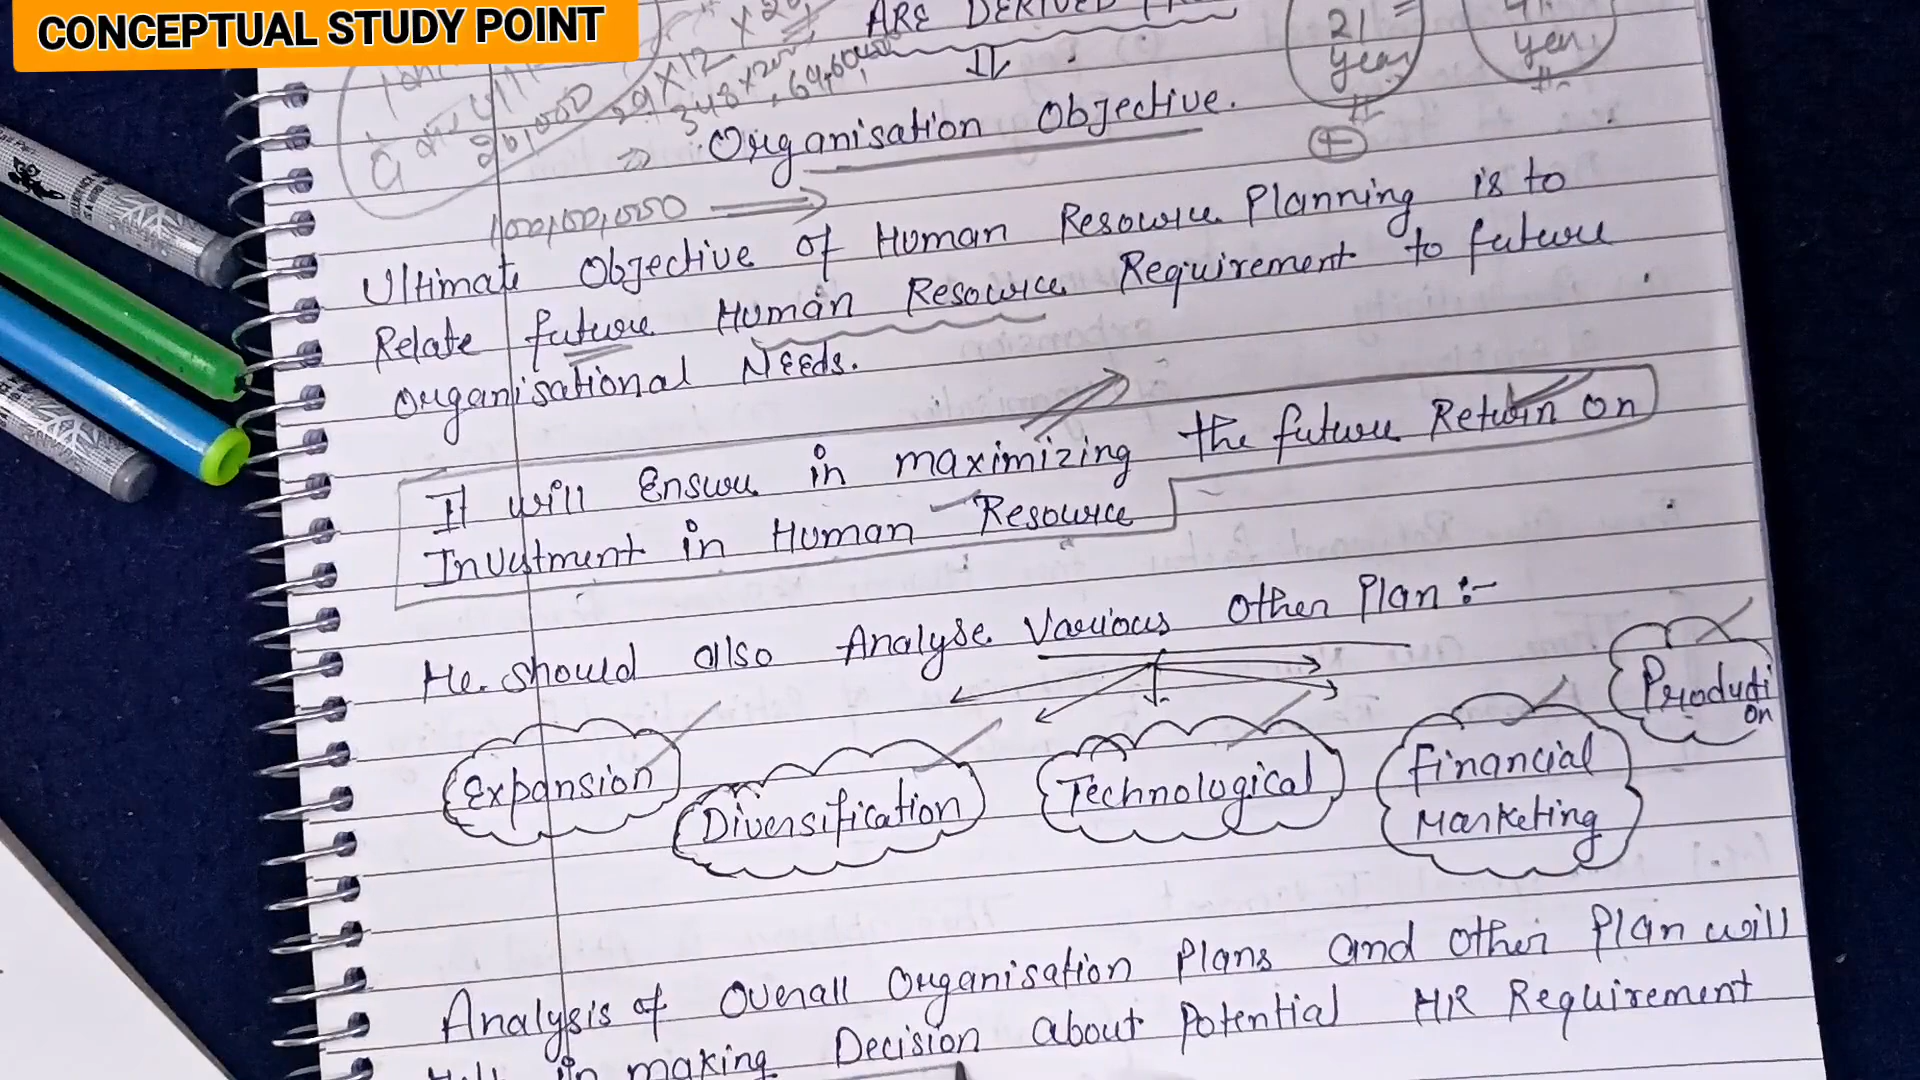 CONCEPTUAL STUDY POINT
ARE DERIVED
21
year
Organisation Objective.
Ultimate Objective of Human Resource Planning is to
Relate future Human Resource Requirement to future
Organisational Needs.
It will Ensure in maximizing the future Return on
Investment in Human Resource
He should also Analyse Various Other Plan :-
Production
Expansion
Diversification
Technological
Financial
Marketing
Analysis of Overall Organisation Plans and Other Plan will
in making Decision about Potential HR Requirement